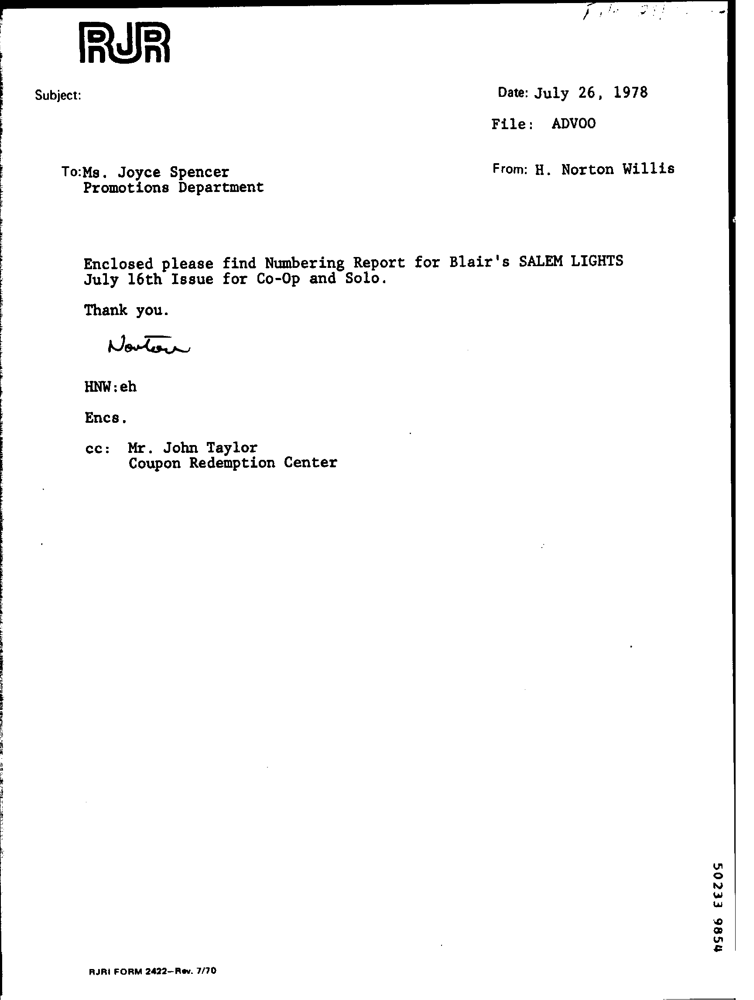 RJR
Subject:
Date: July 26, 1978
File: ADVOO
To: Ms. Joyce Spencer
Promotions Department
From: H. Norton Willis
Enclosed please find Numbering Report for Blair's SALEM LIGHTS
July 16th Issue for Co-Op and Solo.
Thank you.
Norton
HNW:eh
Encs.
cc: Mr. John Taylor
Coupon Redemption Center
50233 9854
RJRI FORM 2422-Rev. 7/70